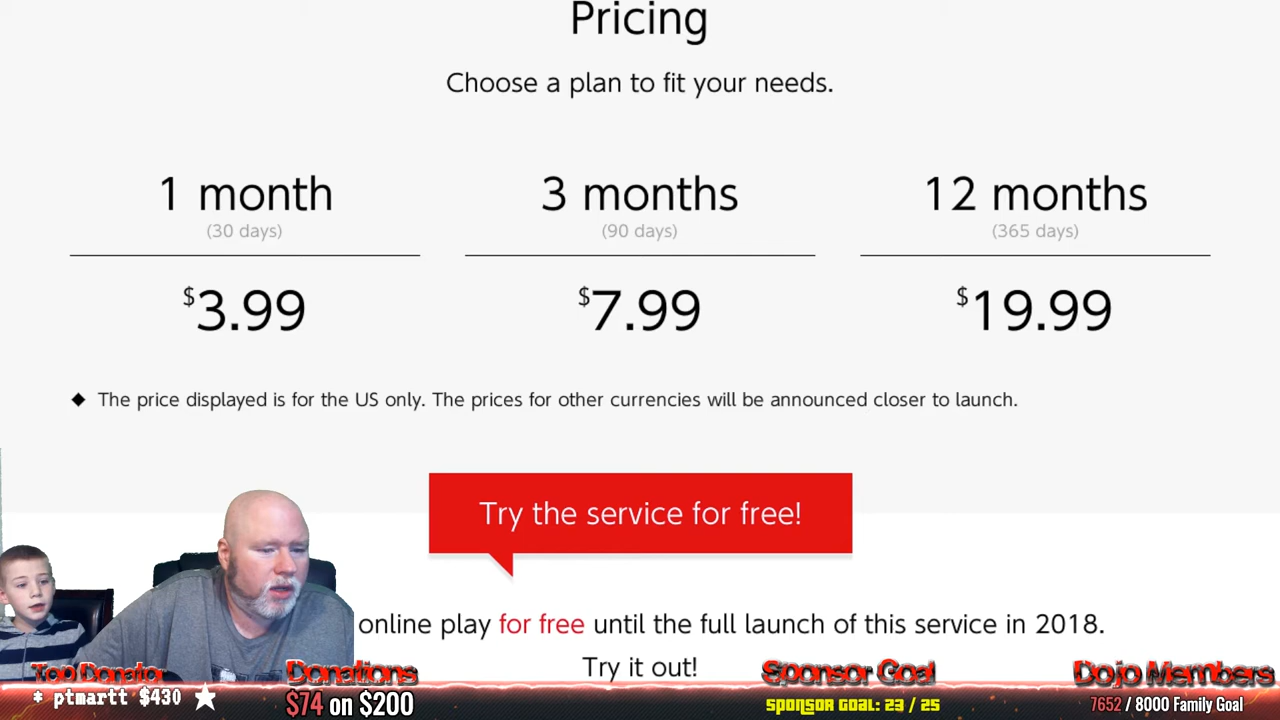 Pricing
Choose a plan to fit your needs.
1 month
(30 days)
$3.99
3 months
(90 days)
$7.99
12 months
(365 days)
$19.99
◆ The price displayed is for the US only. The prices for other currencies will be announced closer to launch.
Try the service for free!
online play for free until the full launch of this service in 2018.
Try it out!
Top Donator
* ptmartt $430
Donations
$74 on $200
Sponsor Goal
SPONSOR GOAL: 23 / 25
Dojo Members
7652 / 8000 Family Goal